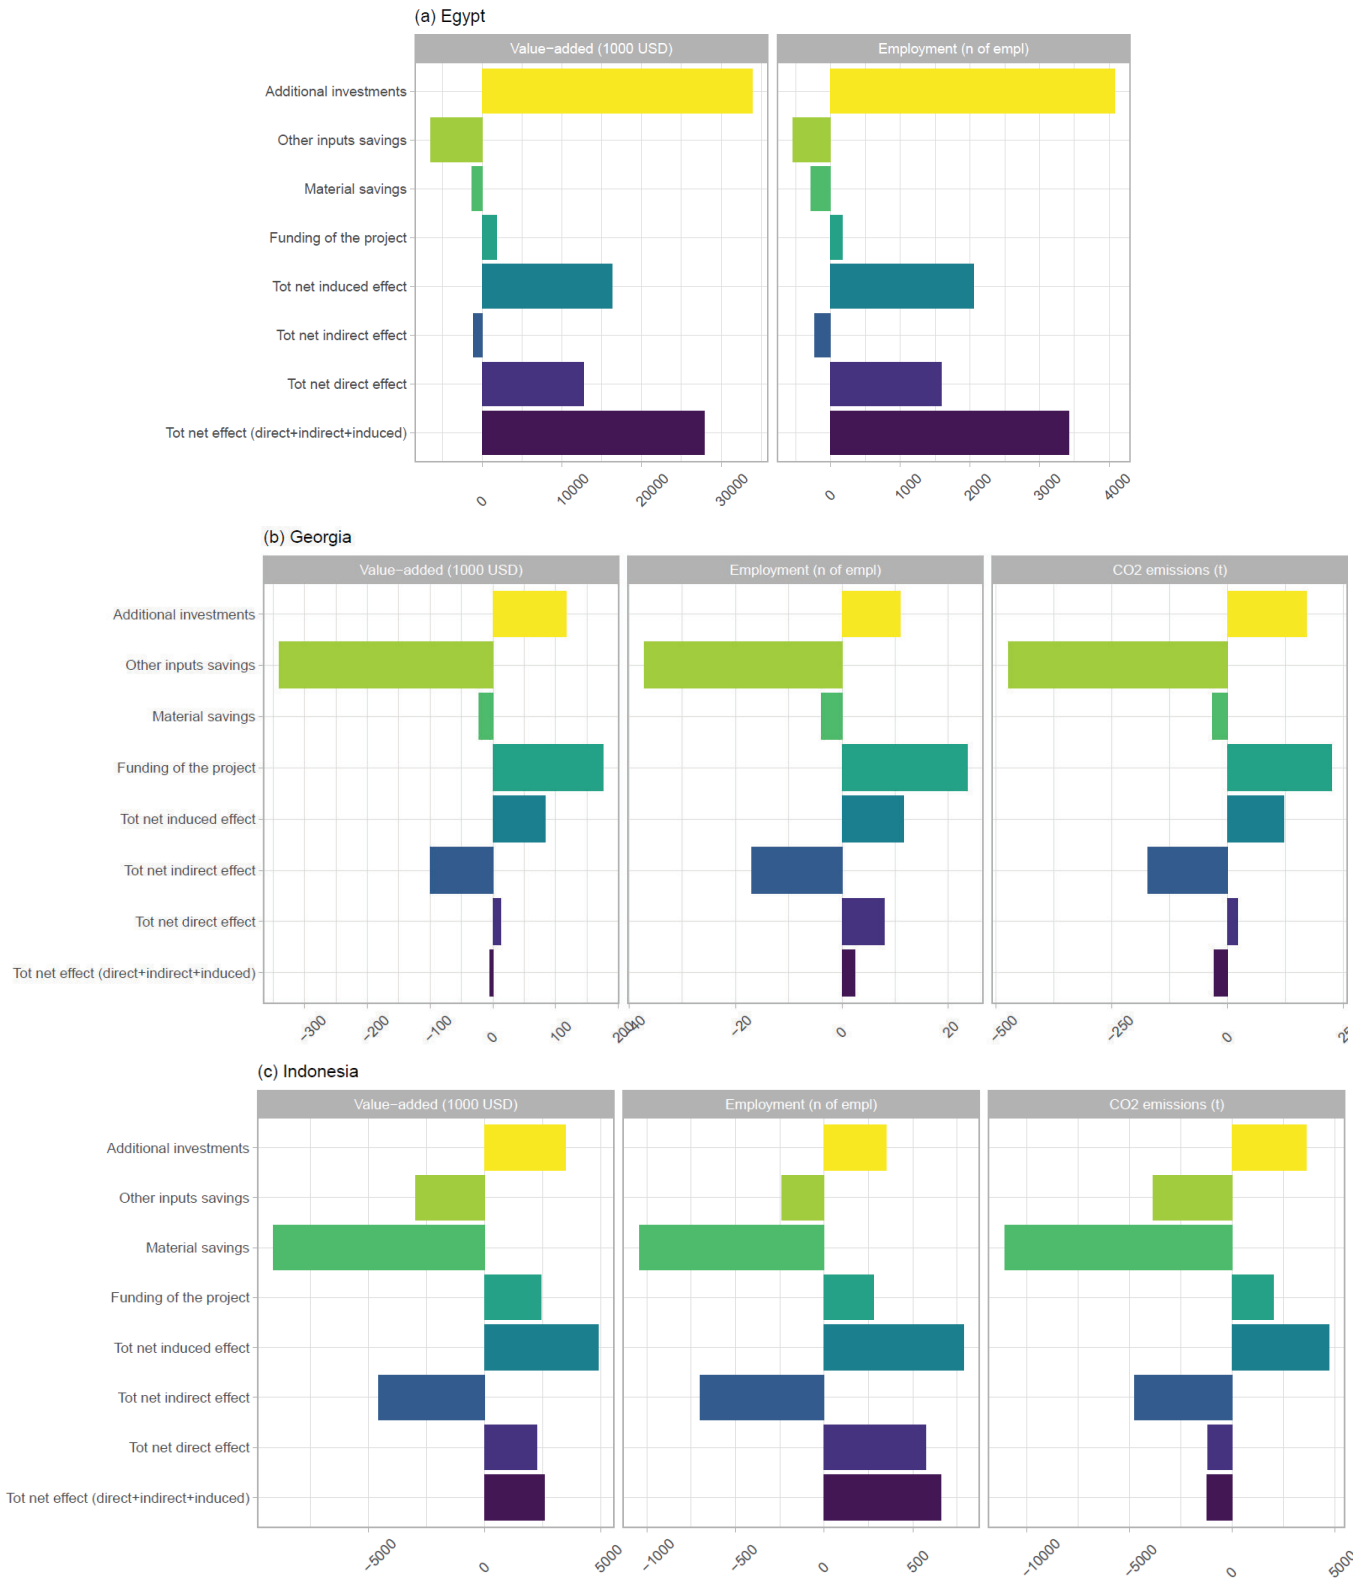 (a) Egypt
Value−added (1000 USD)
Employment (n of empl)
Additional investments
Other inputs savings
Material savings
Funding of the project
Tot net induced effect
Tot net indirect effect
Tot net direct effect
Tot net effect (direct+indirect+induced)
0 10000 20000 30000
0 1000 2000 3000 4000
(b) Georgia
Value−added (1000 USD)
Employment (n of empl)
CO2 emissions (t)
Additional investments
Other inputs savings
Material savings
Funding of the project
Tot net induced effect
Tot net indirect effect
Tot net direct effect
Tot net effect (direct+indirect+induced)
−300 −200 −100 0 100 200
−40 −20 0 20
−500 −250 0
(c) Indonesia
Value−added (1000 USD)
Employment (n of empl)
CO2 emissions (t)
Additional investments
Other inputs savings
Material savings
Funding of the project
Tot net induced effect
Tot net indirect effect
Tot net direct effect
Tot net effect (direct+indirect+induced)
−5000 0 5000
−1000 −500 0 500
−10000 −5000 0 5000